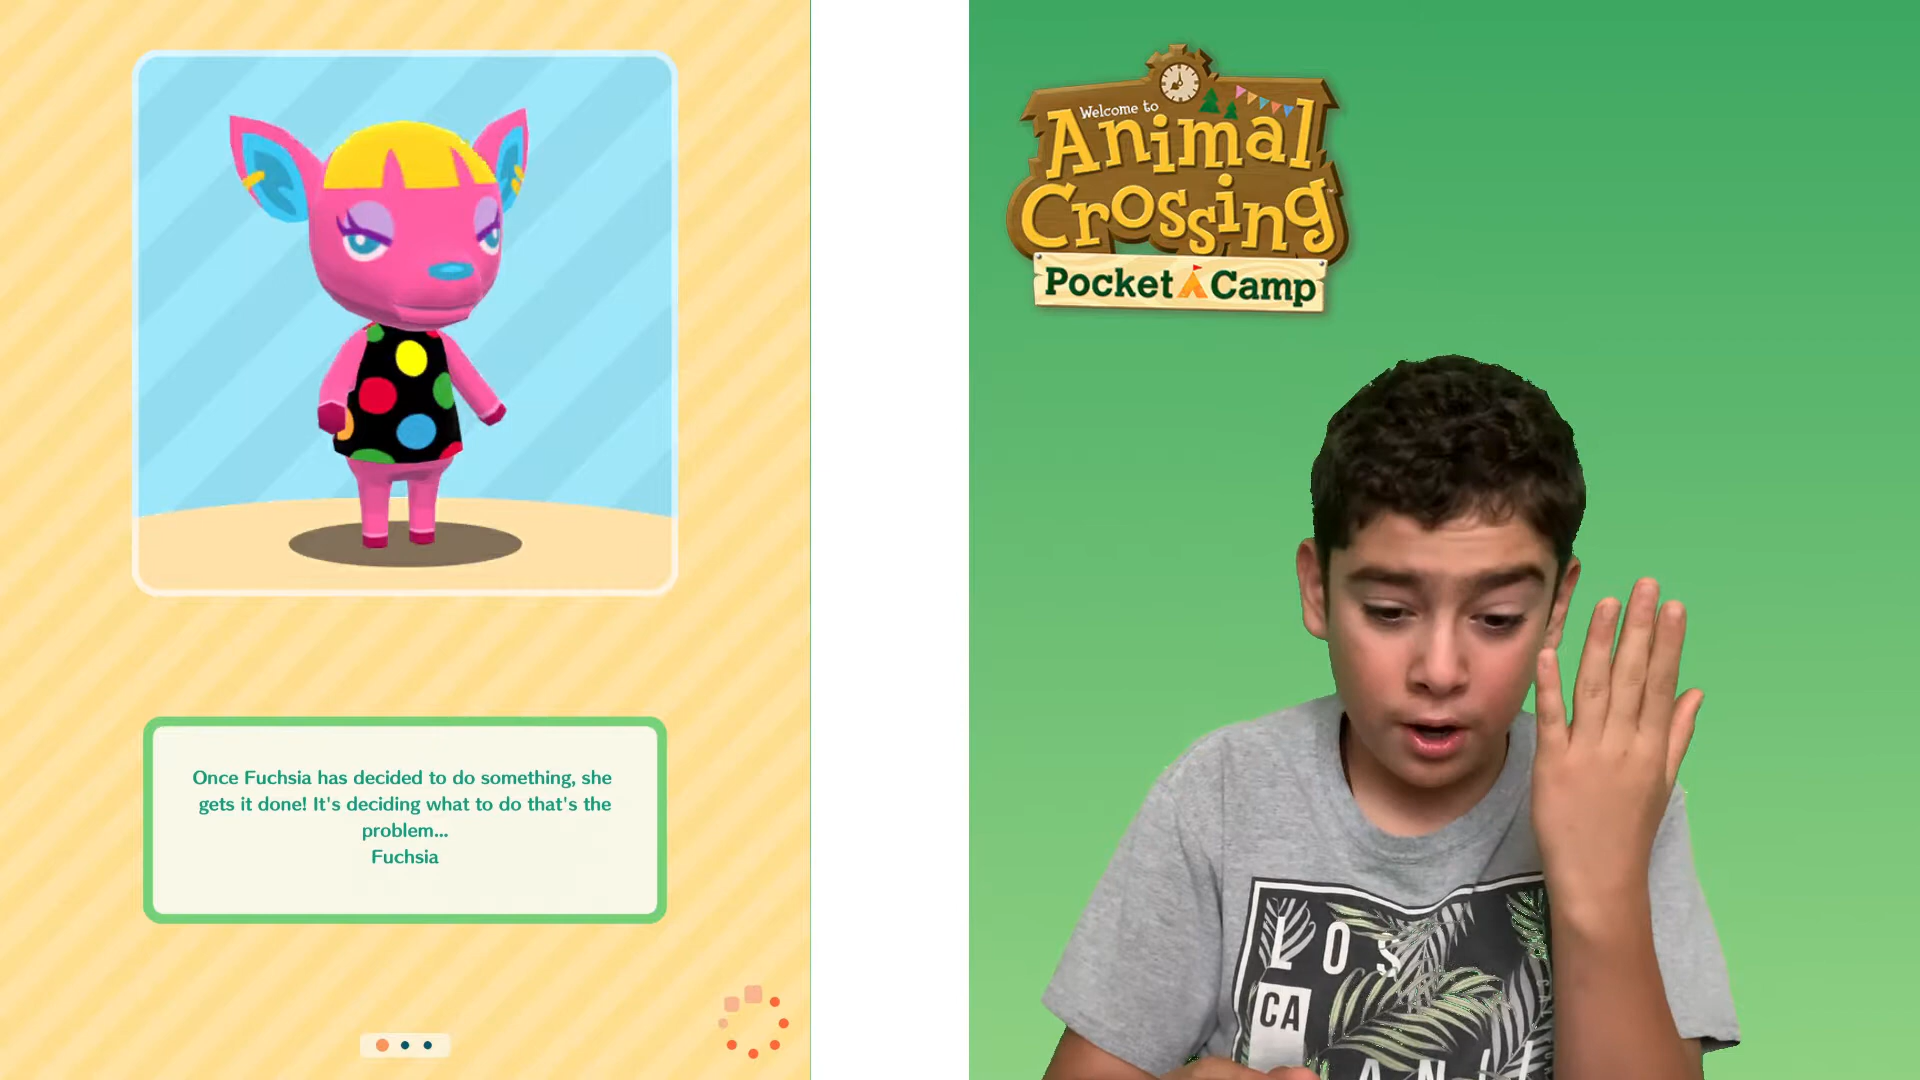 Once Fuchsia has decided to do something, she
gets it done! It's deciding what to do that's the
problem...
Fuchsia
Welcome to
Animal
Crossing
Pocket Camp
LOS
CA